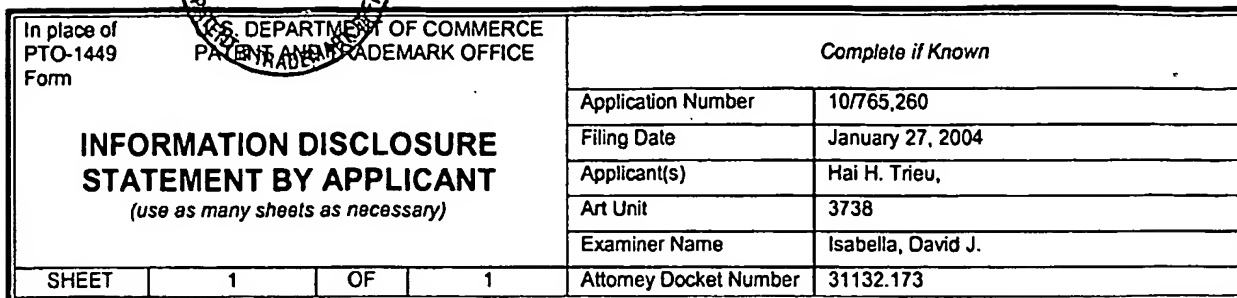 In place of
PTO-1449
Form
U.S. DEPARTMENT OF COMMERCE
PATENT AND TRADEMARK OFFICE
INFORMATION DISCLOSURE
STATEMENT BY APPLICANT
(use as many sheets as necessary)
SHEET 1 OF 1
Complete if Known
Application Number 10/765,260
Filing Date January 27, 2004
Applicant(s) Hai H. Trieu,
Art Unit 3738
Examiner Name Isabella, David J.
Attorney Docket Number 31132.173